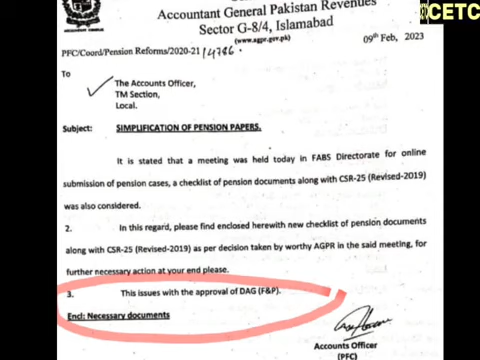 CETC
Accountant General Pakistan Revenues
Sector G-8/4, Islamabad
(www.agpr.gov.pk)
09th Feb, 2023
PFC/Coord/Pension Reforms/2020-21/4786
To
The Accounts Officer,
TM Section,
Local.
Subject: SIMPLIFICATION OF PENSION PAPERS.
It is stated that a meeting was held today in FABS Directorate for online
submission of pension cases, a checklist of pension documents along with CSR-25 (Revised-2019)
was also considered.
2. In this regard, please find enclosed herewith new checklist of pension documents
along with CSR-25 (Revised-2019) as per decision taken by worthy AGPR in the said meeting, for
further necessary action at your end please.
3. This issues with the approval of DAG (F&P).
Encl: Necessary documents
Accounts Officer
(PFC)